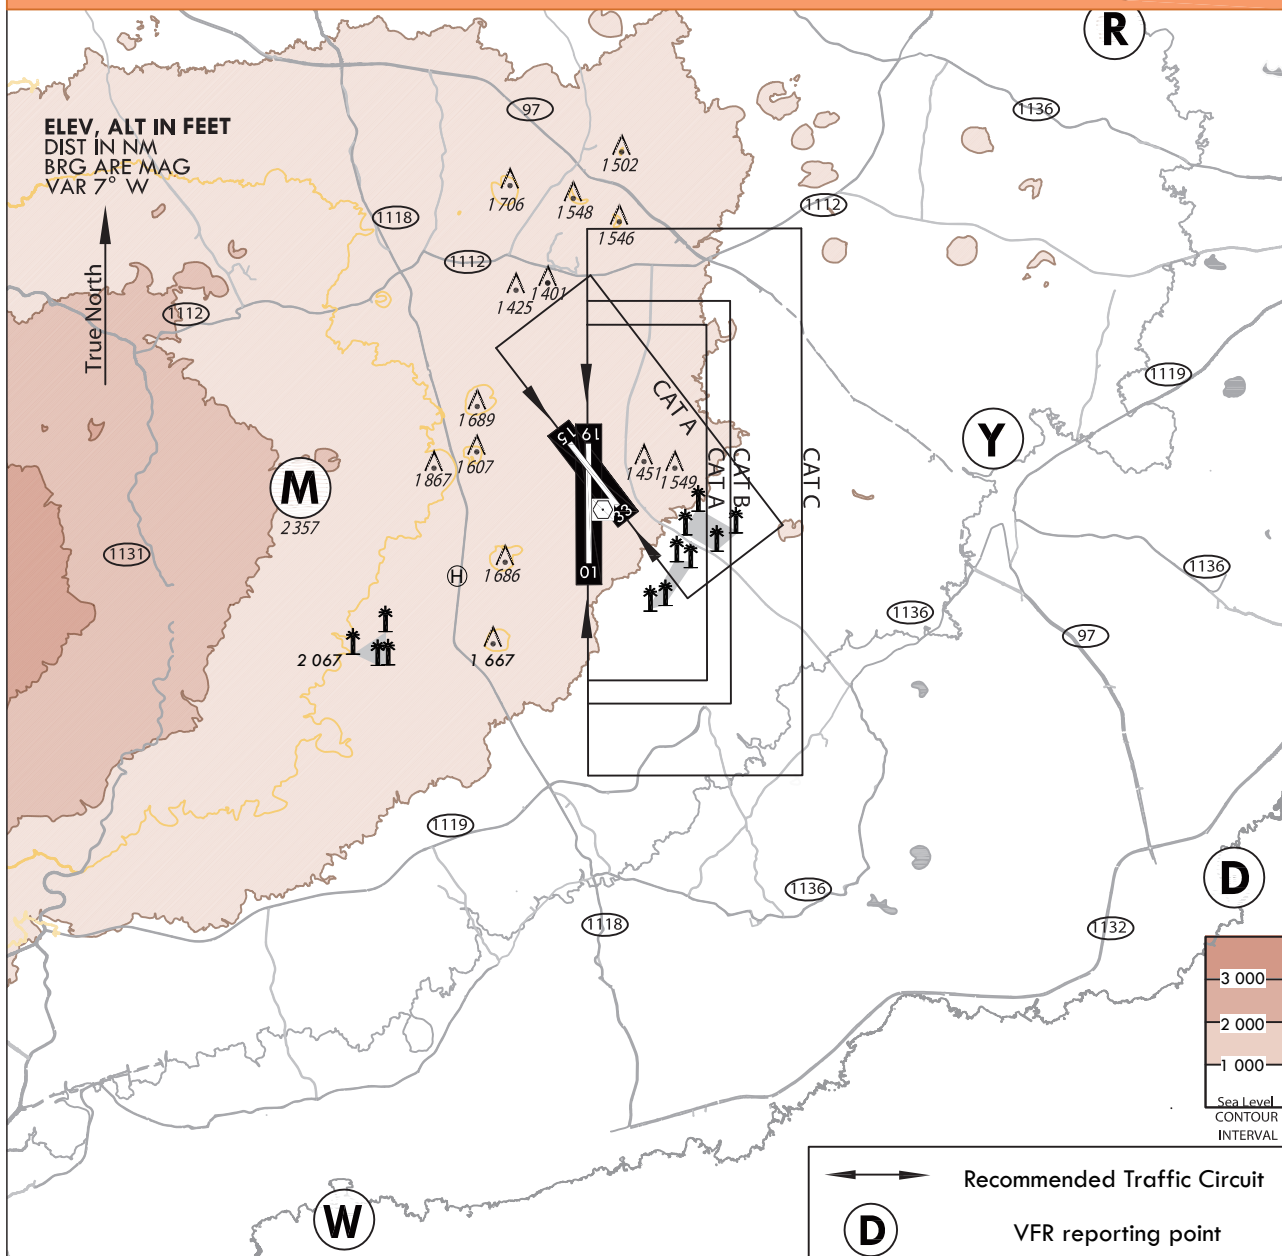 R
97
1136
ELEV, ALT IN FEET
DIST IN NM
BRG ARE MAG
VAR 7° W
1 502
1 706
1 548
1 546
1118
1112
1112
1 401
1 425
1112
True North
1119
CAT A
1 689
15
19
Y
1 607
1 867
1 451
1 549
CAT A
CAT B
CAT C
M
2 357
33
1131
1 686
H
01
1136
1136
97
2 067
1 667
1119
1136
D
1118
1132
3 000
2 000
1 000
Sea Level
CONTOUR
INTERVAL
Recommended Traffic Circuit
W
D
VFR reporting point